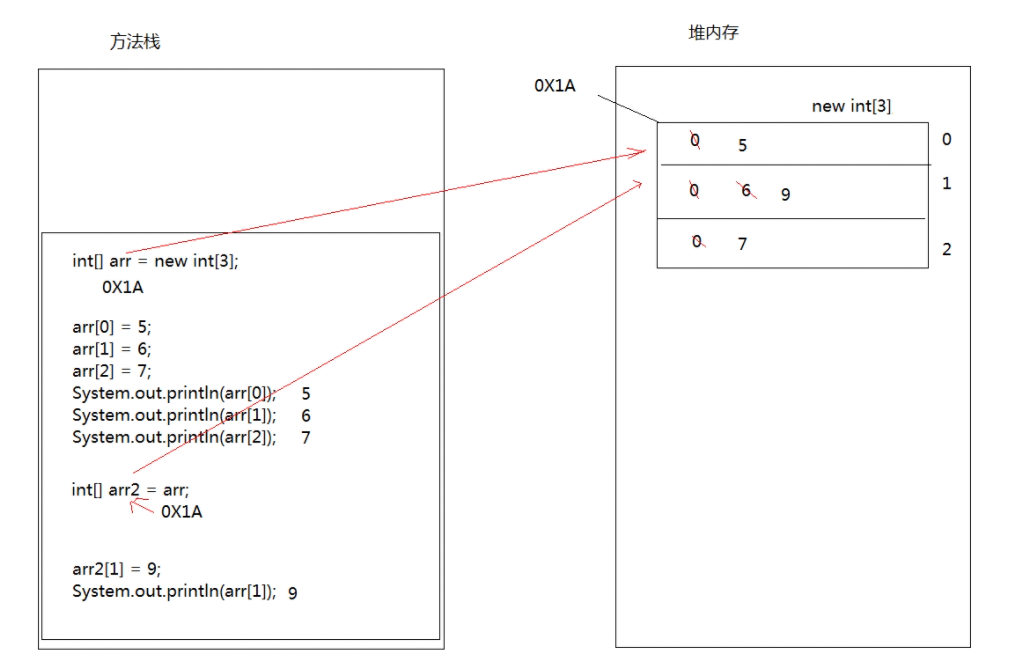 方法栈
int[] arr = new int[3];
0X1A
arr[0] = 5;
arr[1] = 6;
arr[2] = 7;
System.out.println(arr[0]); 5
System.out.println(arr[1]); 6
System.out.println(arr[2]); 7
int[] arr2 = arr;
0X1A
arr2[1] = 9;
System.out.println(arr[1]); 9
堆内存
0X1A
new int[3]
0 5 0
0 6 9 1
0 7 2